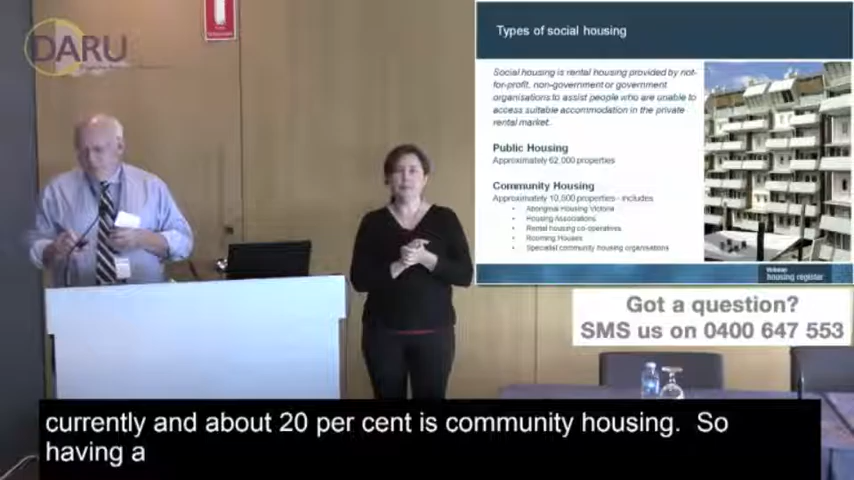 DARU
Types of social housing
Social housing is rental housing provided by not-
for-profit, non-government or government
organisations to assist people who are unable to
access suitable accommodation in the private
rental market.
Public Housing
Approximately 62,000 properties
Community Housing
Approximately 10,500 properties - includes
• Aboriginal Housing Victoria
• Housing Associations
• Rental housing co-operatives
• Rooming Houses
• Specialist community housing organisations
housing register
Got a question?
SMS us on 0400 647 553
currently and about 20 per cent is community housing.  So
having a